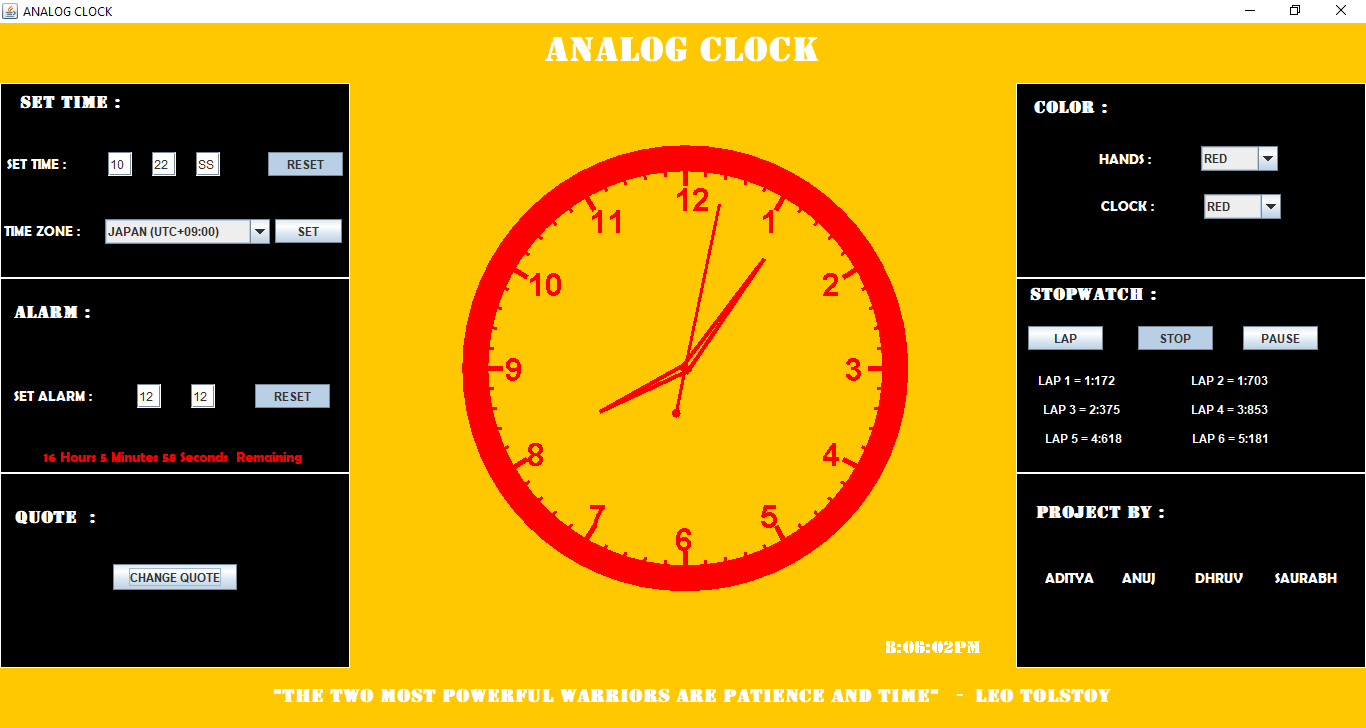 ANALOG CLOCK
ANALOG CLOCK
SET TIME :
SET TIME : 10 22 SS RESET
TIME ZONE : JAPAN (UTC+09:00) SET
ALARM :
SET ALARM : 12 12 RESET
16 Hours 5 Minutes 58 Seconds Remaining
QUOTE :
CHANGE QUOTE
12
11 1
10 2
9 3
8 4
7 5
6
8:06:02PM
COLOR :
HANDS : RED
CLOCK : RED
STOPWATCH :
LAP STOP PAUSE
LAP 1 = 1:172 LAP 2 = 1:703
LAP 3 = 2:375 LAP 4 = 3:853
LAP 5 = 4:618 LAP 6 = 5:181
PROJECT BY :
ADITYA ANUJ DHRUV SAURABH
"THE TWO MOST POWERFUL WARRIORS ARE PATIENCE AND TIME" - LEO TOLSTOY